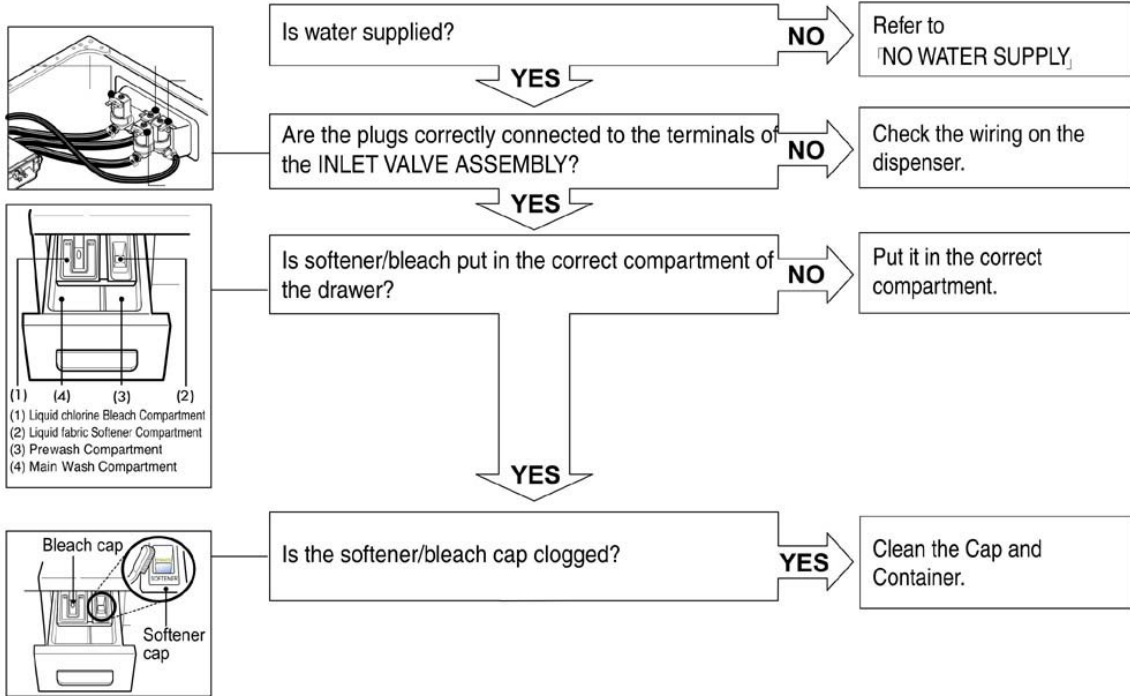 Is water supplied?
NO
Refer to
「NO WATER SUPPLY」
YES
Are the plugs correctly connected to the terminals of
the INLET VALVE ASSEMBLY?
NO
Check the wiring on the
dispenser.
YES
Is softener/bleach put in the correct compartment of
the drawer?
NO
Put it in the correct
compartment.
(1) (4) (3) (2)
(1) Liquid chlorine Bleach Compartment
(2) Liquid fabric Softener Compartment
(3) Prewash Compartment
(4) Main Wash Compartment
YES
Bleach cap
SOFTENER
Softener
cap
Is the softener/bleach cap clogged?
YES
Clean the Cap and
Container.